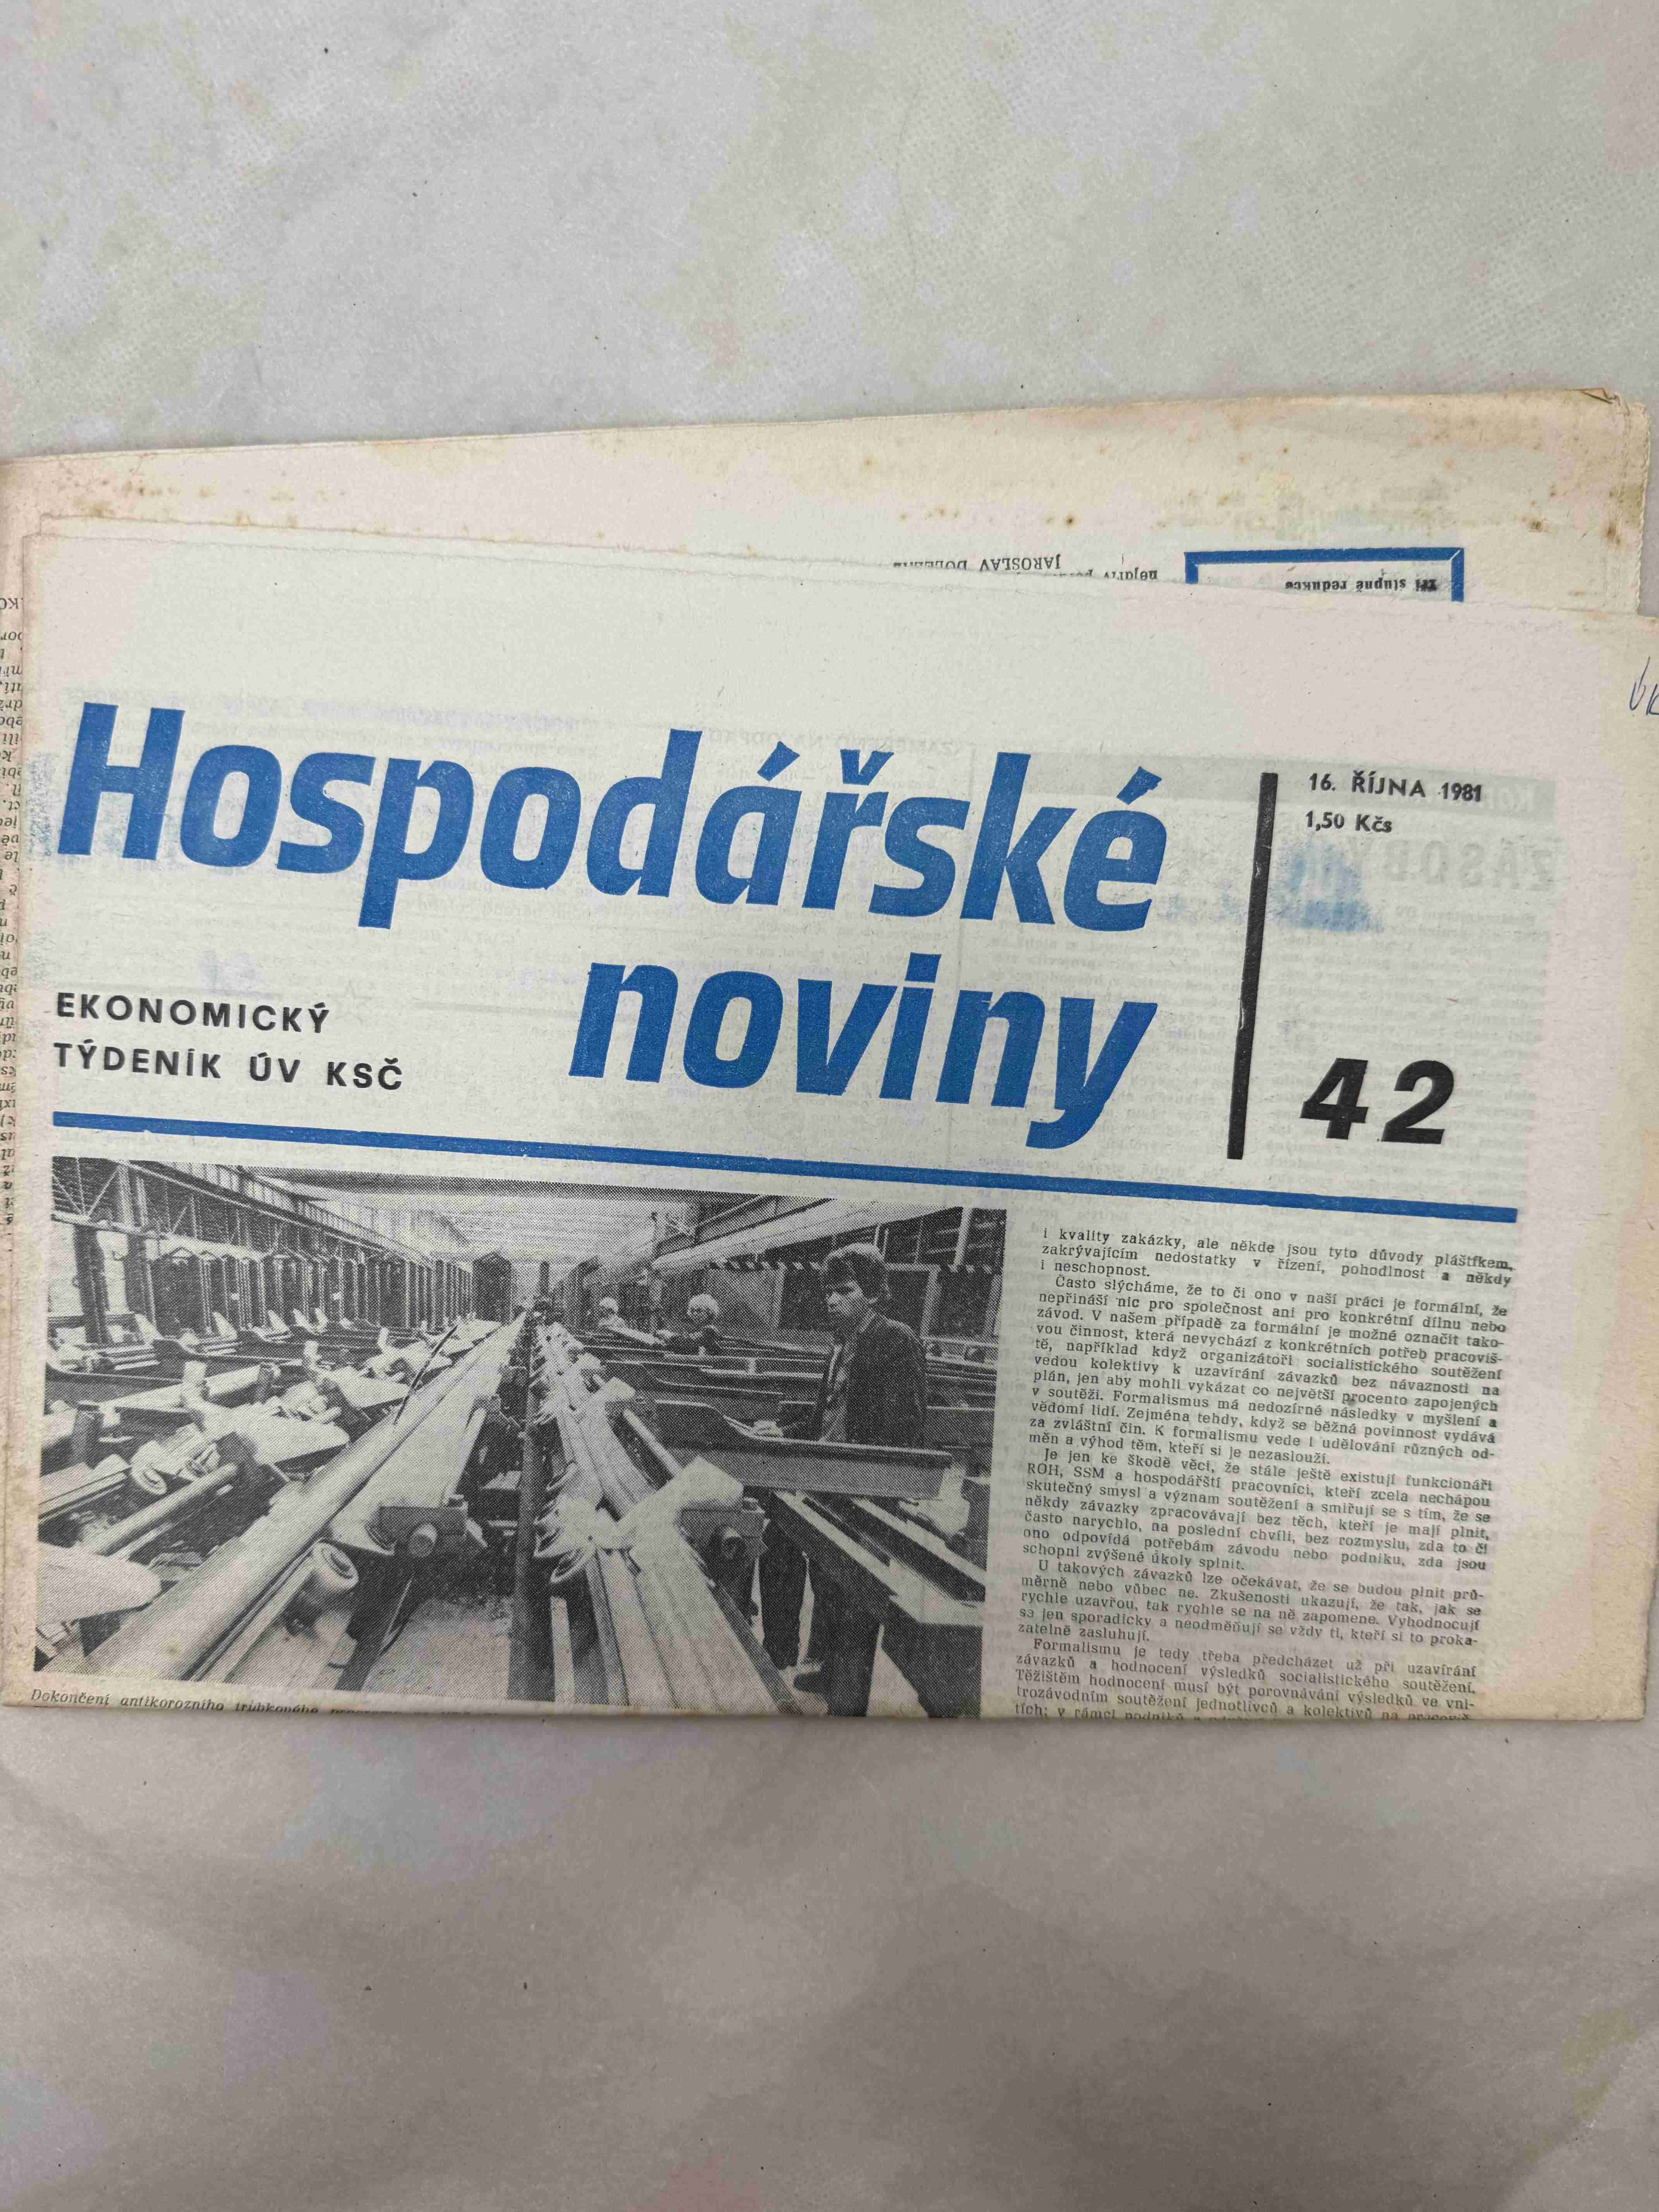 JAROSLAV
nejdřív
Tři stupně redukce
Hospodářské
noviny
EKONOMICKÝ
TÝDENÍK ÚV KSČ
16. ŘÍJNA 1981
1,50 Kčs
42
i kvality zakázky, ale někde jsou tyto důvody pláštíkem,
zakrývajícím nedostatky v řízení, pohodlnost a někdy
i neschopnost.
Často slýcháme, že to či ono v naší práci je formální, že
nepřináší nic pro společnost ani pro konkrétní dílnu nebo
závod. V našem případě za formální je možné označit tako-
vou činnost, která nevychází z konkrétních potřeb pracoviš-
tě, například když organizátoři socialistického soutěžení
vedou kolektivy k uzavírání závazků bez návaznosti na
plán, jen aby mohli vykázat co největší procento zapojených
v soutěži. Formalismus má nedozírné následky v myšlení a
vědomí lidí. Zejména tehdy, když se běžná povinnost vydává
za zvláštní čin. K formalismu vede i udělování různých od-
měn a výhod těm, kteří si je nezaslouží.
Je jen ke škodě věci, že stále ještě existují funkcionáři
ROH, SSM a hospodářští pracovníci, kteří zcela nechápou
skutečný smysl a význam soutěžení a smiřují se s tím, že se
někdy závazky zpracovávají bez těch, kteří je mají plnit,
často narychlo, na poslední chvíli, bez rozmyslu, zda to či
ono odpovídá potřebám závodu nebo podniku, zda jsou
schopni zvýšené úkoly splnit.
U takových závazků lze očekávat, že se budou plnit prů-
měrně nebo vůbec ne. Zkušenosti ukazují, že tak, jak se
rychle uzavřou, tak rychle se na ně zapomene. Vyhodnocují
se jen sporadicky a neodměňují se vždy ti, kteří si to proka-
zatelně zasluhují.
Formalismu je tedy třeba předcházet už při uzavírání
závazků a hodnocení výsledků socialistického soutěžení.
Těžištěm hodnocení musí být porovnávání výsledků ve vni-
trozávodním soutěžení jednotlivců a kolektivů na pracoviš-
tích; v rámci podniků
Dokončení antikorozního trubkového